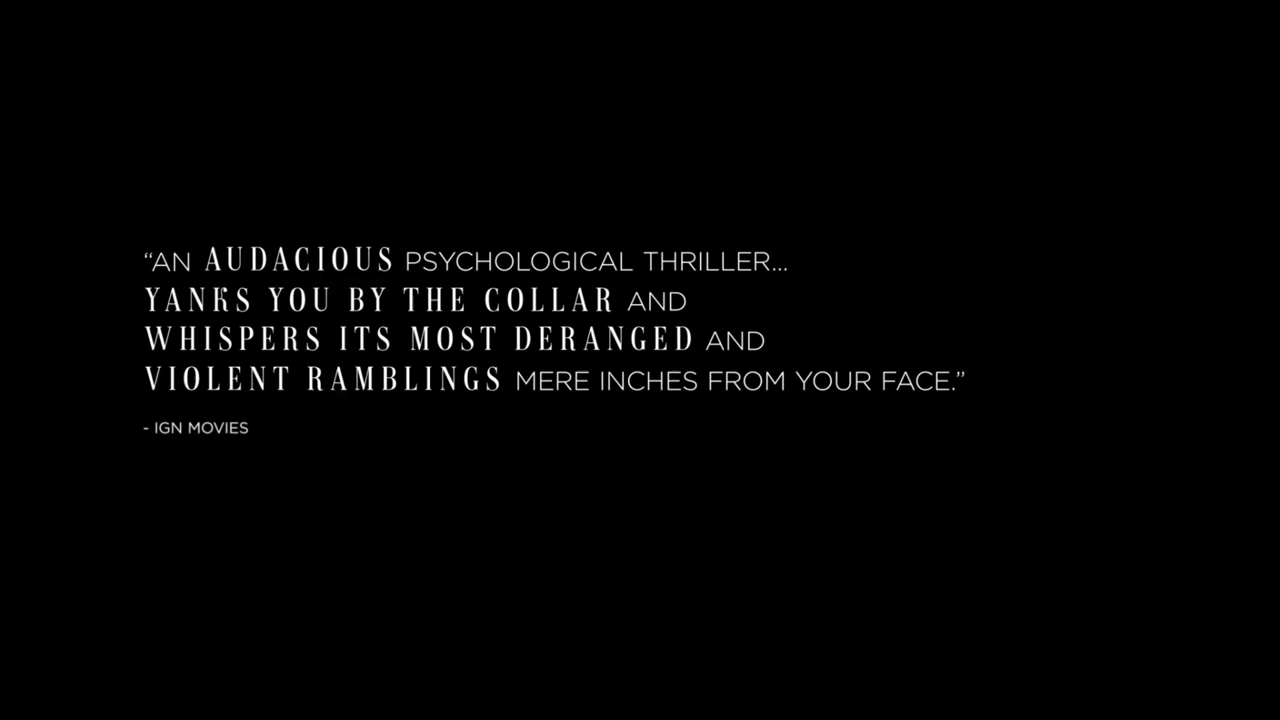 “AN AUDACIOUS PSYCHOLOGICAL THRILLER...
YANKS YOU BY THE COLLAR AND
WHISPERS ITS MOST DERANGED AND
VIOLENT RAMBLINGS MERE INCHES FROM YOUR FACE.”
- IGN MOVIES